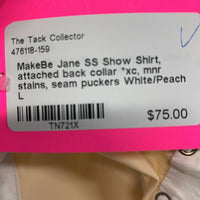 The Tack Collector
476118-159
MakeBe Jane SS Show Shirt,
attached back collar *xc, mnr
stains, seam puckers White/Peach
L
$75.00
TN721X